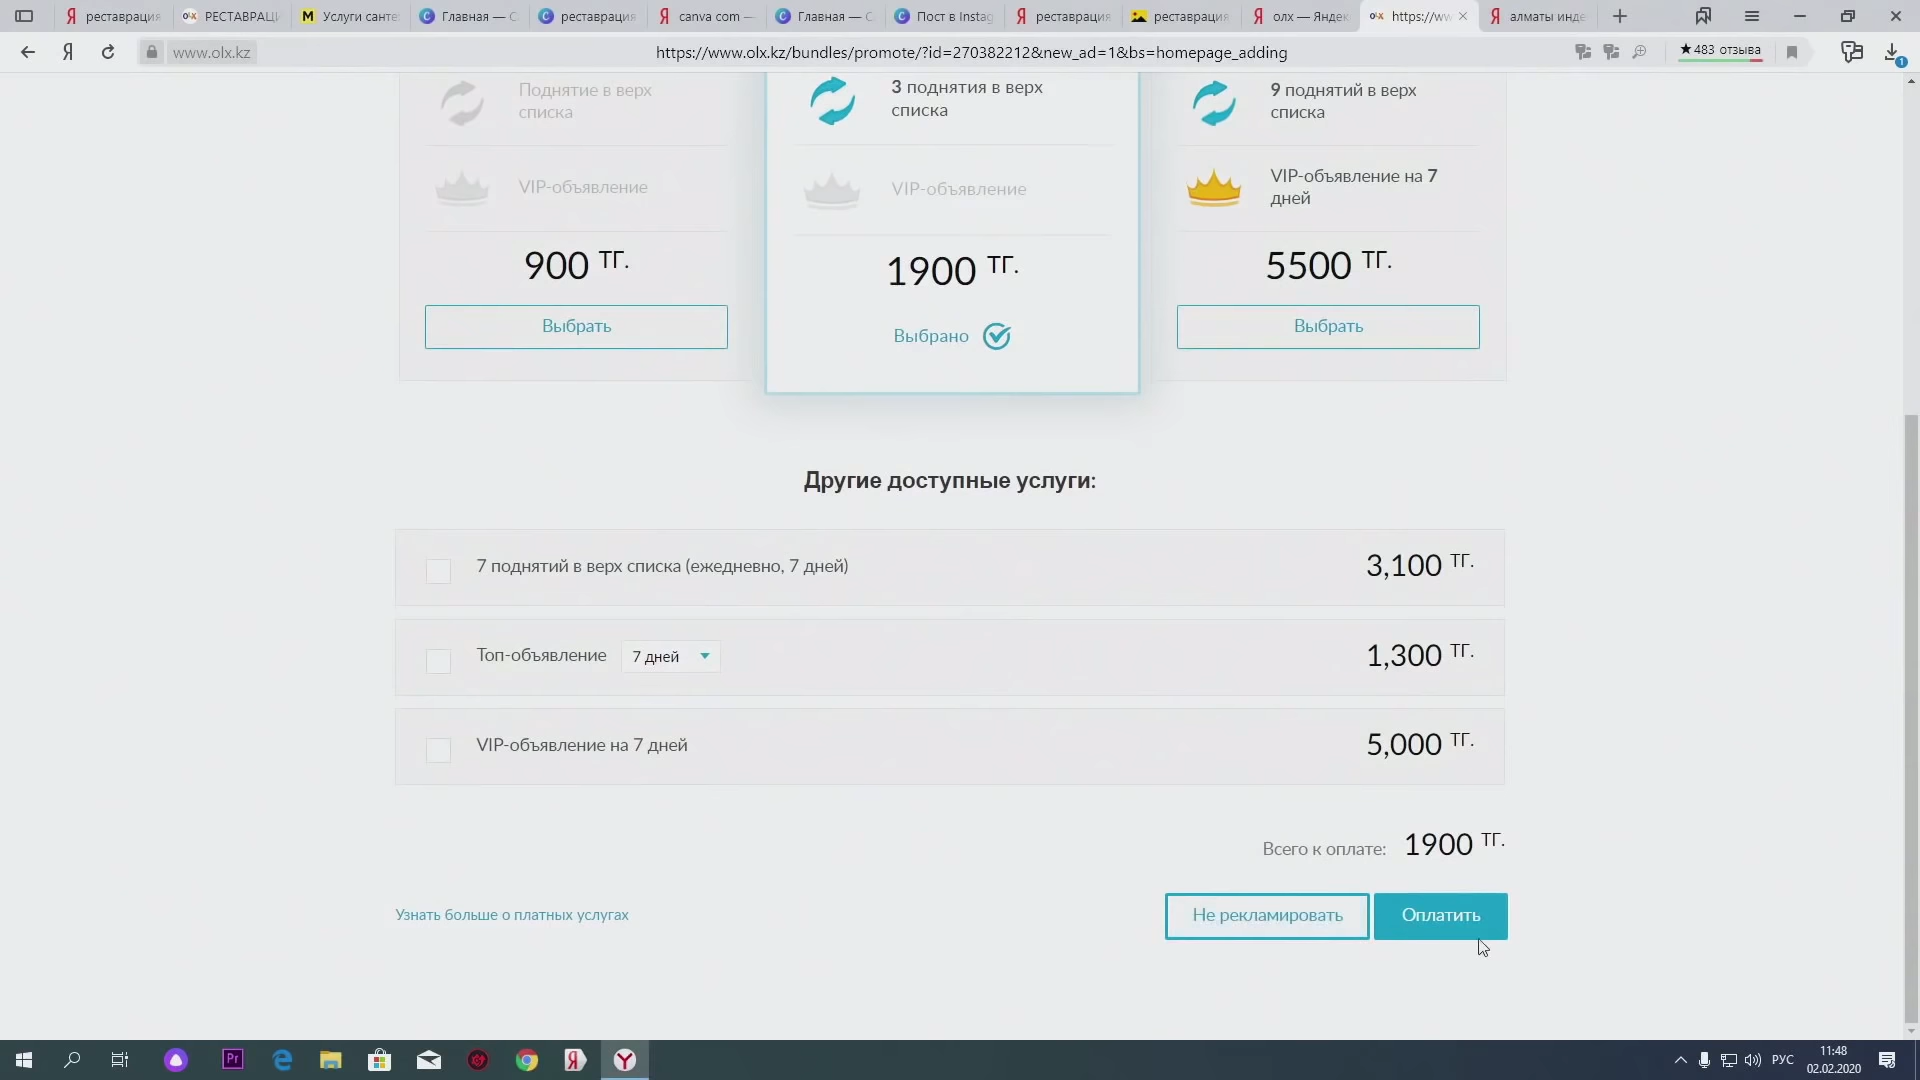 реставрация
РЕСТАВРАЦ
Услуги санте
Главная — С
реставрация
canva com —
Главная — С
Пост в Instag
реставрация
реставрация
олх — Яндек
https://ww
алматы инде
www.olx.kz
https://www.olx.kz/bundles/promote/?id=270382212&new_ad=1&bs=homepage_adding
★483 отзыва
Поднятие в верх
списка
3 поднятия в верх
списка
9 поднятий в верх
списка
VIP-объявление
VIP-объявление
VIP-объявление на 7
дней
900 ТГ.
1900 ТГ.
5500 ТГ.
Выбрать
Выбрано
Выбрать
Другие доступные услуги:
7 поднятий в верх списка (ежедневно, 7 дней)
3,100 ТГ.
Топ-объявление
7 дней
1,300 ТГ.
VIP-объявление на 7 дней
5,000 ТГ.
Всего к оплате: 1900 ТГ.
Узнать больше о платных услугах
Не рекламировать
Оплатить
РУС
11:48
02.02.2020